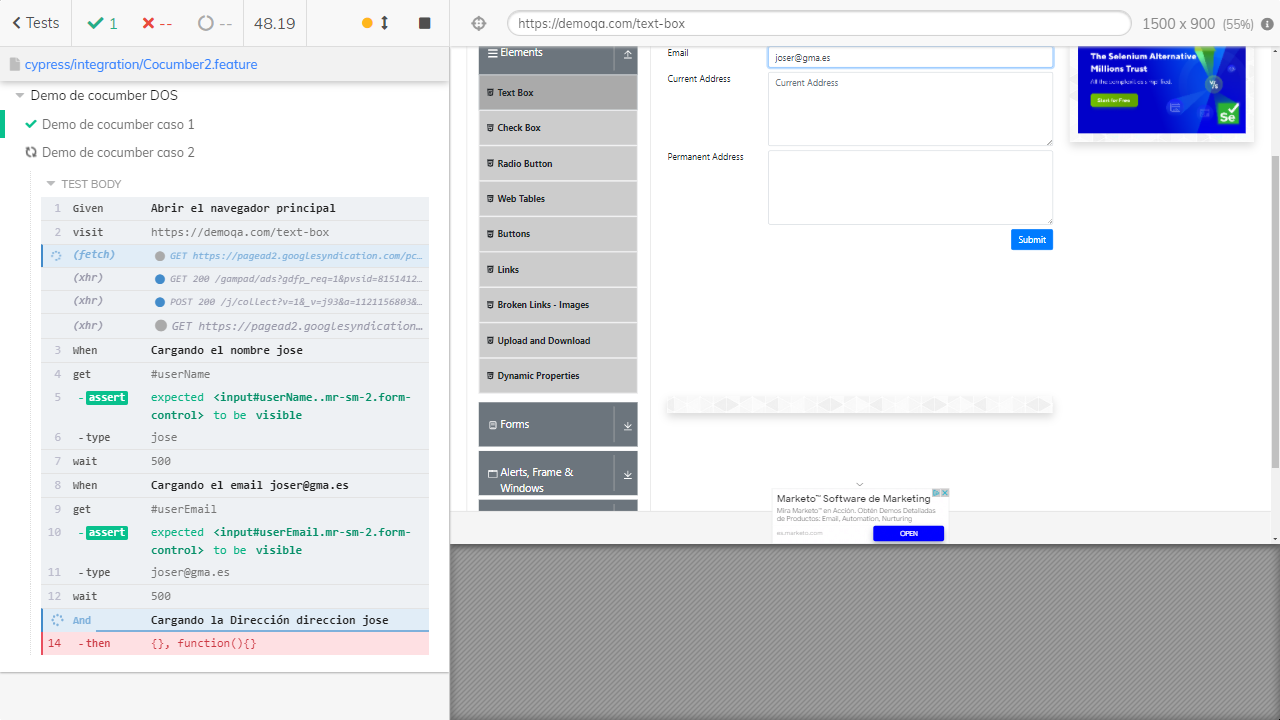 Tests
1
--
--
48.19
https://demoqa.com/text-box
1500 x 900 (55%)
cypress/integration/Cocumber2.feature
Demo de cocumber DOS
Demo de cocumber caso 1
Demo de cocumber caso 2
TEST BODY
1 Given Abrir el navegador principal
2 visit https://demoqa.com/text-box
(fetch) GET https://pagead2.googlesyndication.com/pc…
(xhr) GET 200 /gampad/ads?gdfp_req=1&pvsid=8151412…
(xhr) POST 200 /j/collect?v=1&_v=j93&a=1121156803&…
(xhr) GET https://pagead2.googlesyndication…
3 When Cargando el nombre jose
4 get #userName
5 -assert expected <input#userName..mr-sm-2.form-
control> to be visible
6 -type jose
7 wait 500
8 When Cargando el email joser@gma.es
9 get #userEmail
10 -assert expected <input#userEmail.mr-sm-2.form-
control> to be visible
11 -type joser@gma.es
12 wait 500
And Cargando la Dirección direccion jose
14 -then {}, function(){}
Elements
Text Box
Check Box
Radio Button
Web Tables
Buttons
Links
Broken Links - Images
Upload and Download
Dynamic Properties
Forms
Alerts, Frame &
Windows
Email
joser@gma.es
Current Address
Current Address
Permanent Address
Submit
The Selenium Alternative
Millions Trust
All the complexities simplified.
Start for Free
Se
Marketo™ Software de Marketing
Mira Marketo™ en Acción. Obtén Demos Detalladas
de Productos: Email, Automation, Nurturing
es.marketo.com
OPEN